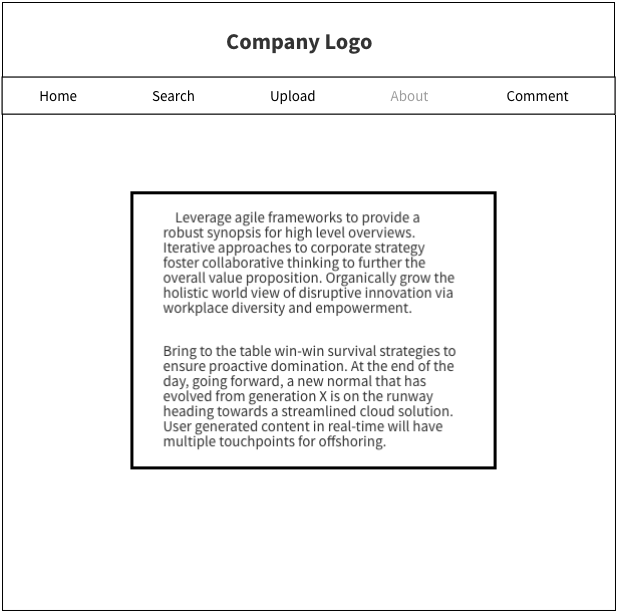 Company Logo
Home Search Upload About Comment
Leverage agile frameworks to provide a
robust synopsis for high level overviews.
Iterative approaches to corporate strategy
foster collaborative thinking to further the
overall value proposition. Organically grow the
holistic world view of disruptive innovation via
workplace diversity and empowerment.
Bring to the table win-win survival strategies to
ensure proactive domination. At the end of the
day, going forward, a new normal that has
evolved from generation X is on the runway
heading towards a streamlined cloud solution.
User generated content in real-time will have
multiple touchpoints for offshoring.